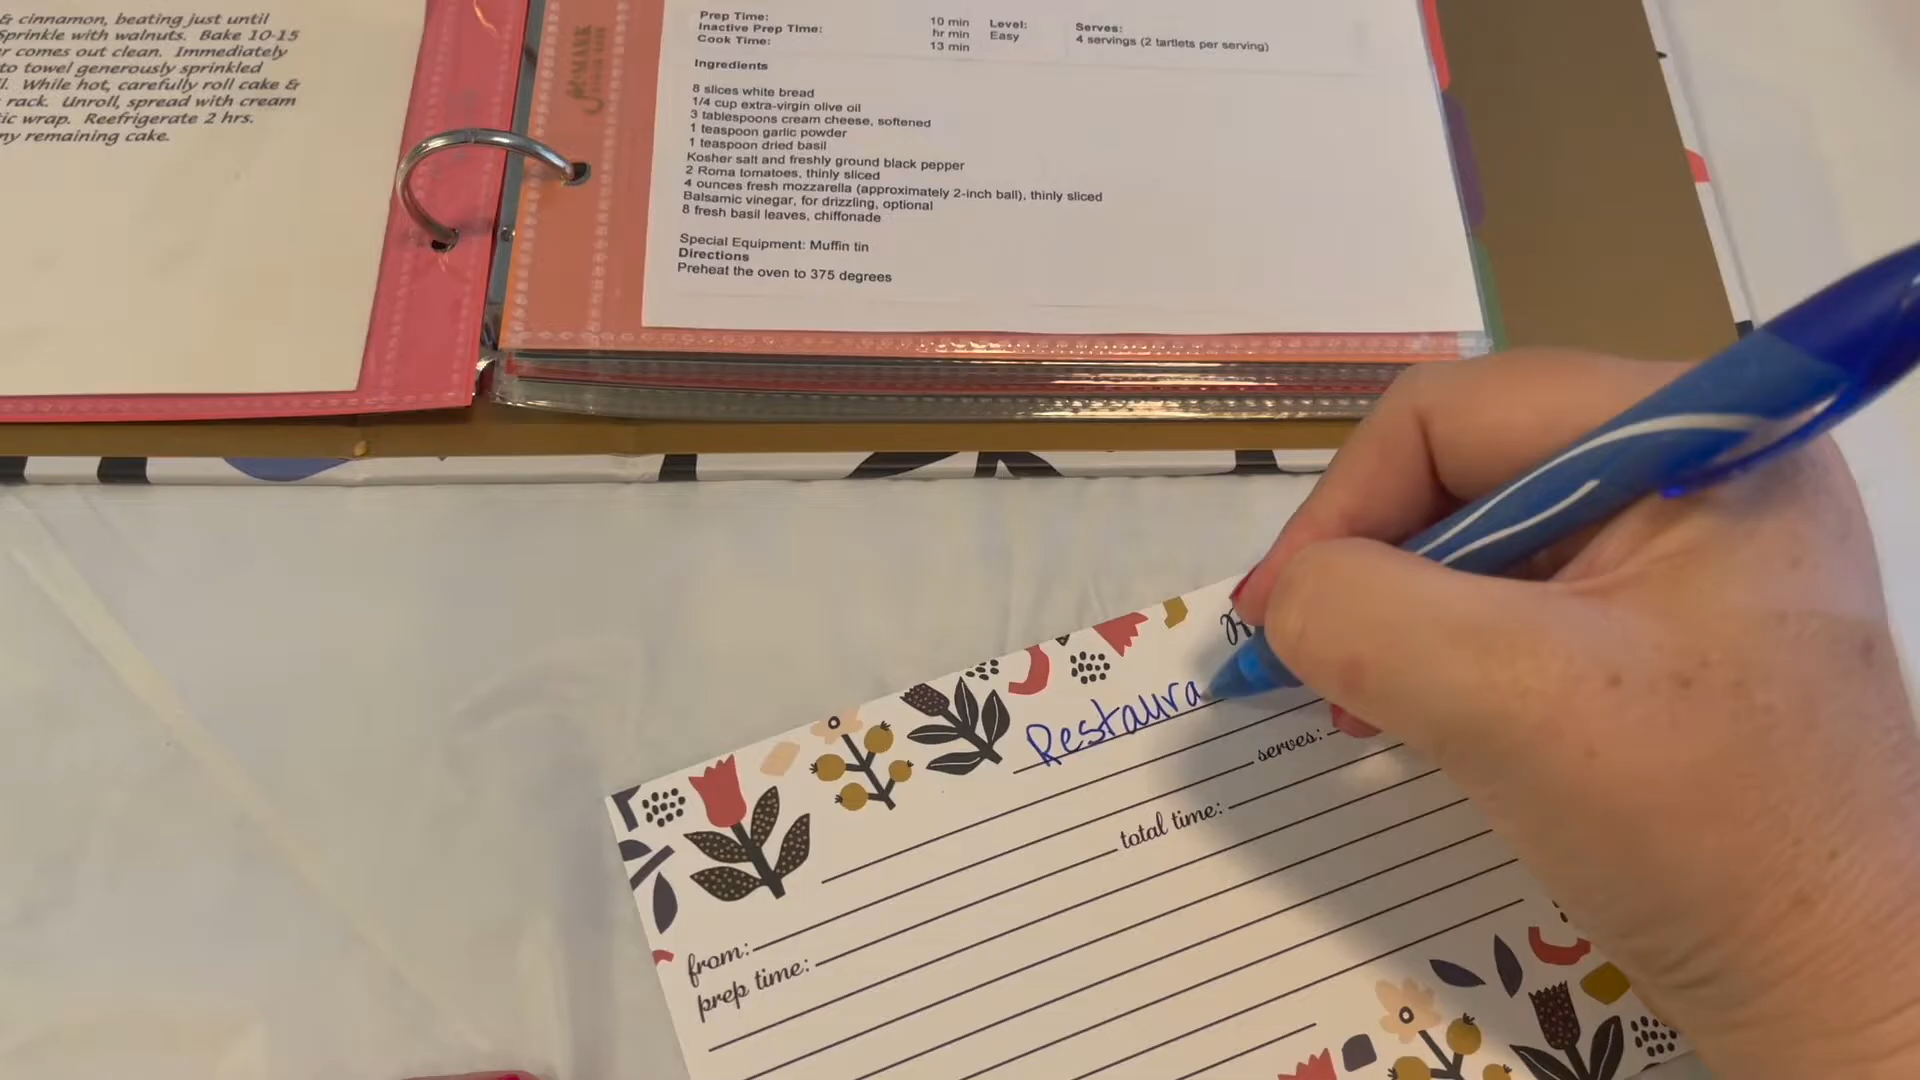 & cinnamon, beating just until
Sprinkle with walnuts. Bake 10-15
r comes out clean. Immediately
to towel generously sprinkled
l. While hot, carefully roll cake &
rack. Unroll, spread with cream
tic wrap. Reefrigerate 2 hrs.
ny remaining cake.
Prep Time: 10 min Level: Serves:
Inactive Prep Time: hr min Easy 4 servings (2 tartlets per serving)
Cook Time: 13 min
Ingredients
8 slices white bread
1/4 cup extra-virgin olive oil
3 tablespoons cream cheese, softened
1 teaspoon garlic powder
1 teaspoon dried basil
Kosher salt and freshly ground black pepper
2 Roma tomatoes, thinly sliced
4 ounces fresh mozzarella (approximately 2-inch ball), thinly sliced
Balsamic vinegar, for drizzling, optional
8 fresh basil leaves, chiffonade
Special Equipment: Muffin tin
Directions
Preheat the oven to 375 degrees
Restaura
serves:
total time:
from:
prep time: